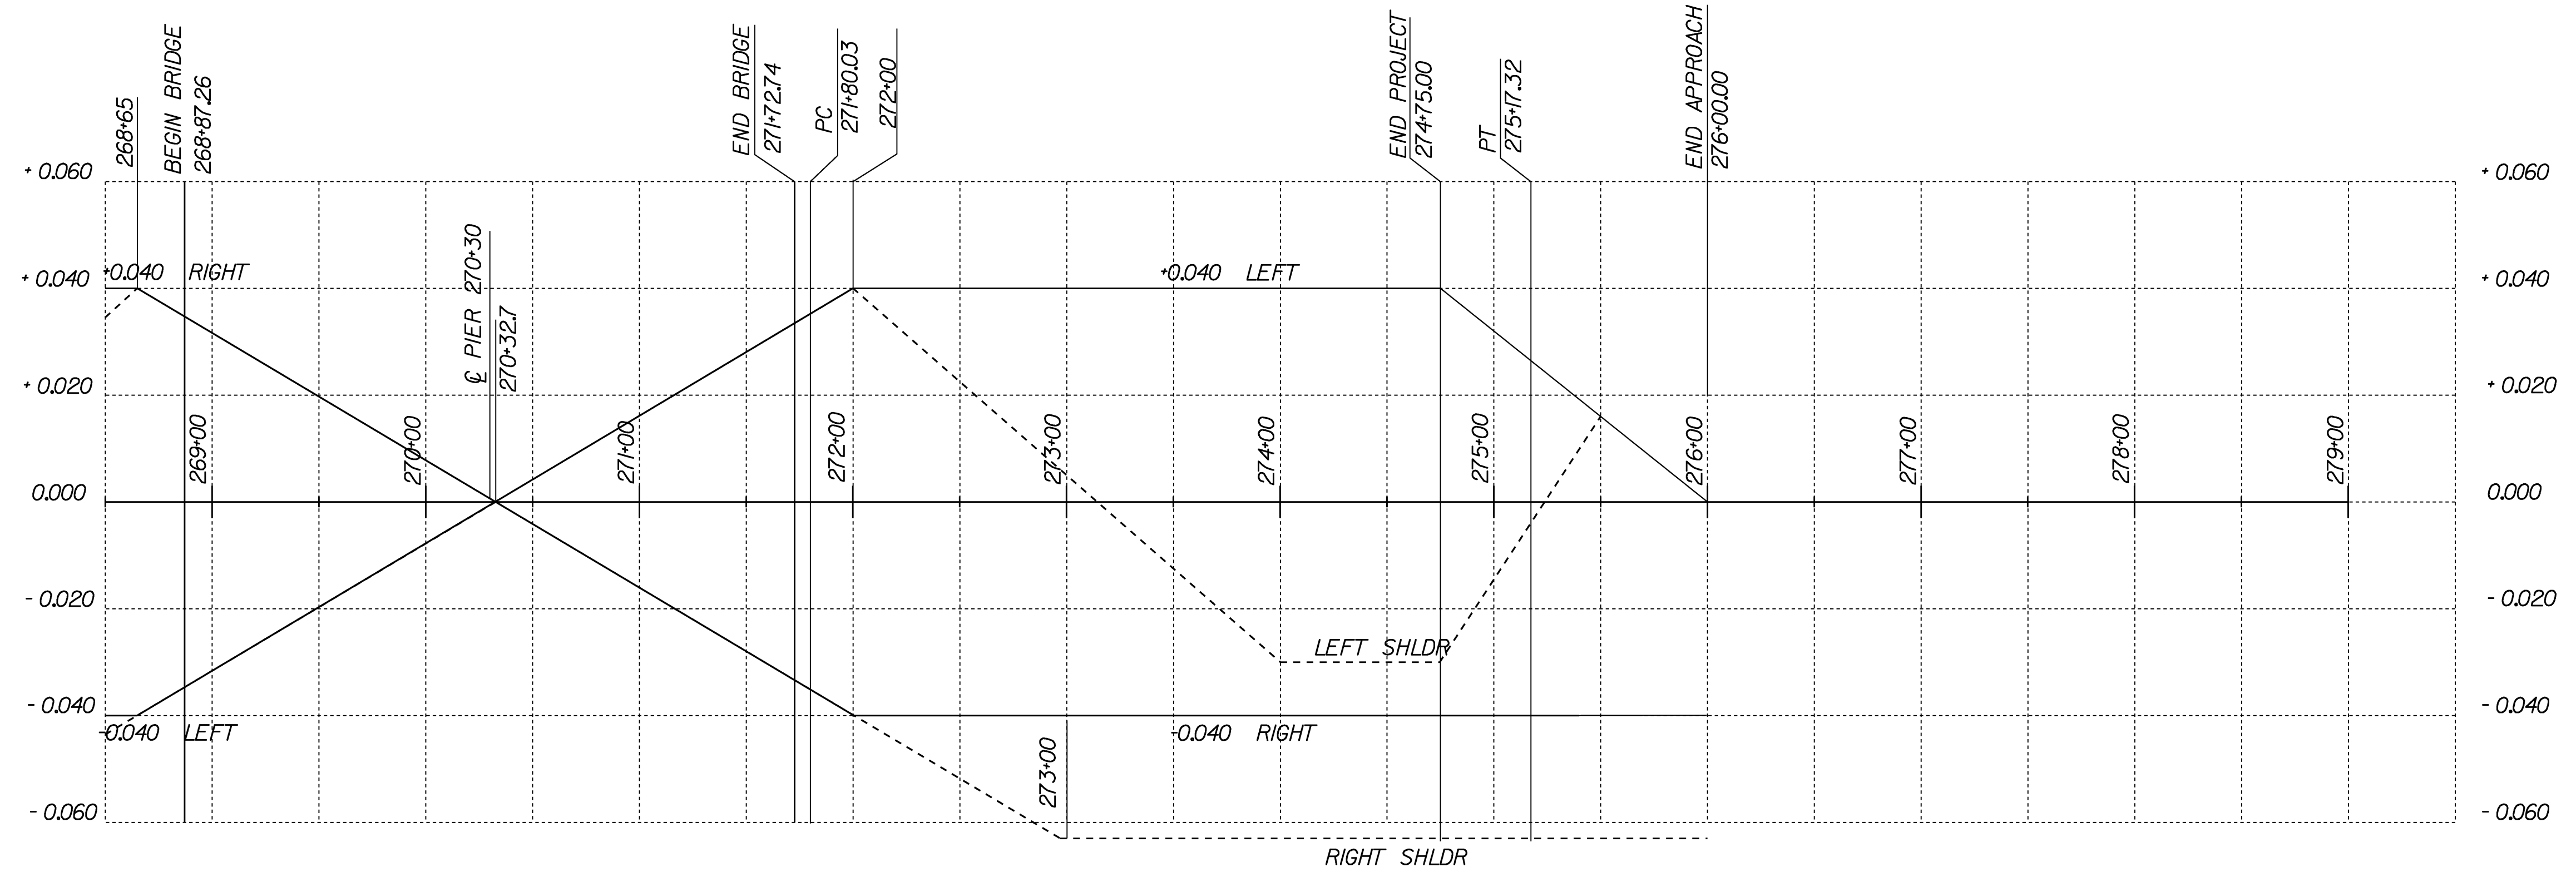 268+65
BEGIN BRIDGE
268+87.26
END BRIDGE
271+72.74
PC
271+80.03
272+00
END PROJECT
274+75.00
PT
275+17.32
END APPROACH
276+00.00
+ 0.060
+ 0.060
℄ PIER 270+30
270+32.7
+ 0.040
+0.040 RIGHT
+0.040 LEFT
+ 0.040
+ 0.020
+ 0.020
269+00
270+00
271+00
272+00
273+00
274+00
275+00
276+00
277+00
278+00
279+00
0.000
0.000
- 0.020
- 0.020
LEFT SHLDR
- 0.040
- 0.040
-0.040 LEFT
-0.040 RIGHT
273+00
- 0.060
- 0.060
RIGHT SHLDR